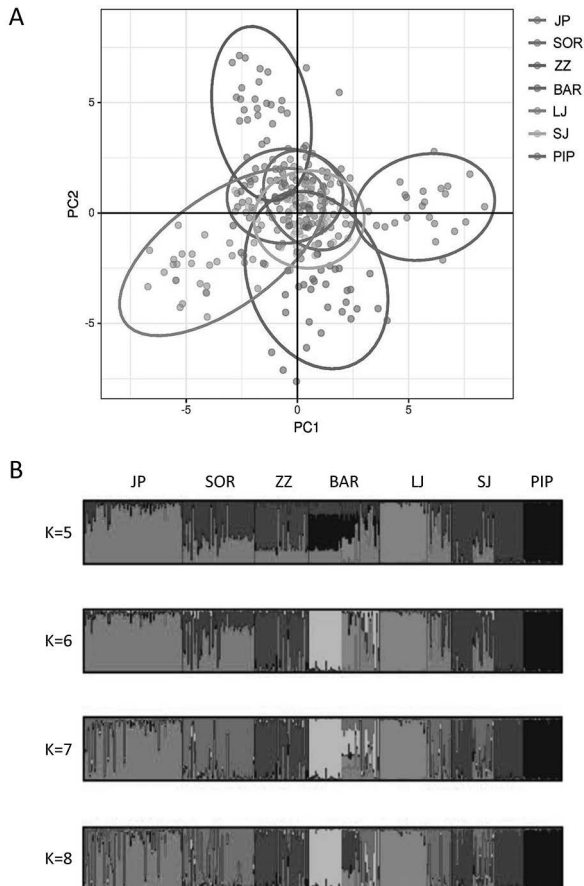 A
JP
SOR
ZZ
BAR
LJ
SJ
PIP
5
0
-5
PC2
-5
0
5
PC1
B
JP SOR ZZ BAR LJ SJ PIP
K=5
K=6
K=7
K=8